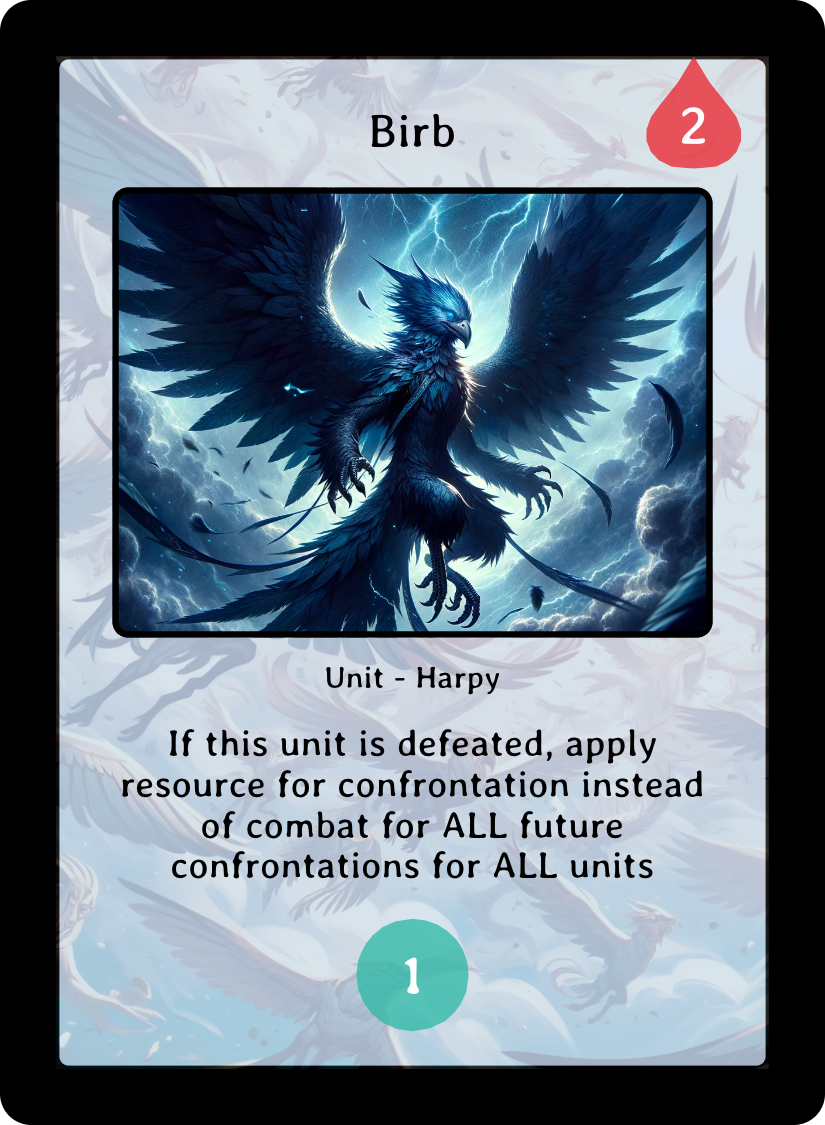 Birb
2
Unit - Harpy
If this unit is defeated, apply
resource for confrontation instead
of combat for ALL future
confrontations for ALL units
1